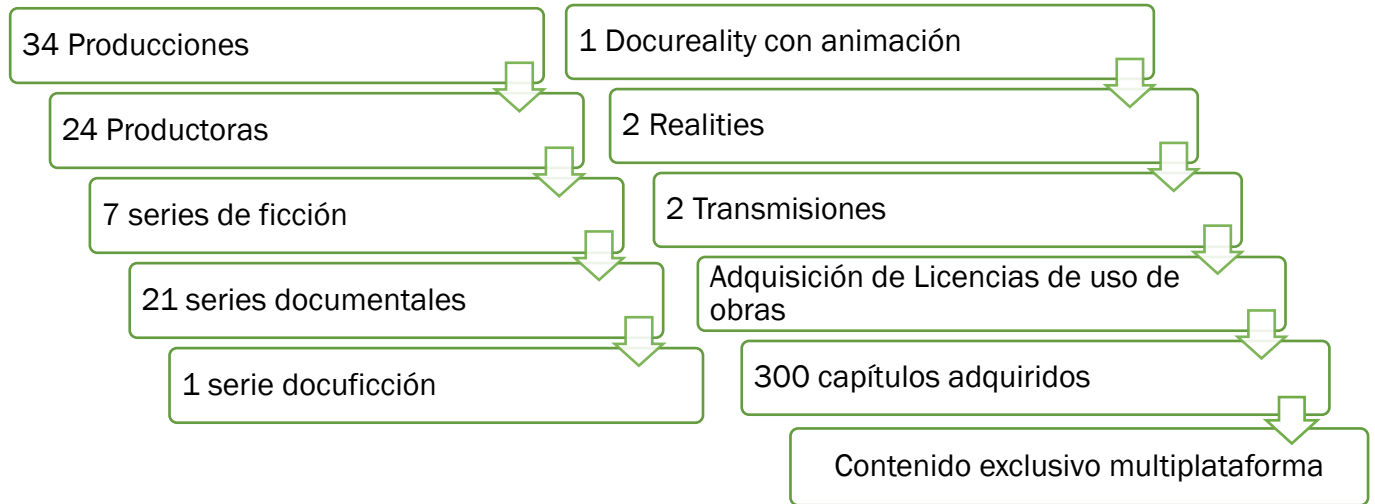 34 Producciones
24 Productoras
7 series de ficción
21 series documentales
1 serie docuficción
1 Docureality con animación
2 Realities
2 Transmisiones
Adquisición de Licencias de uso de
obras
300 capítulos adquiridos
Contenido exclusivo multiplataforma